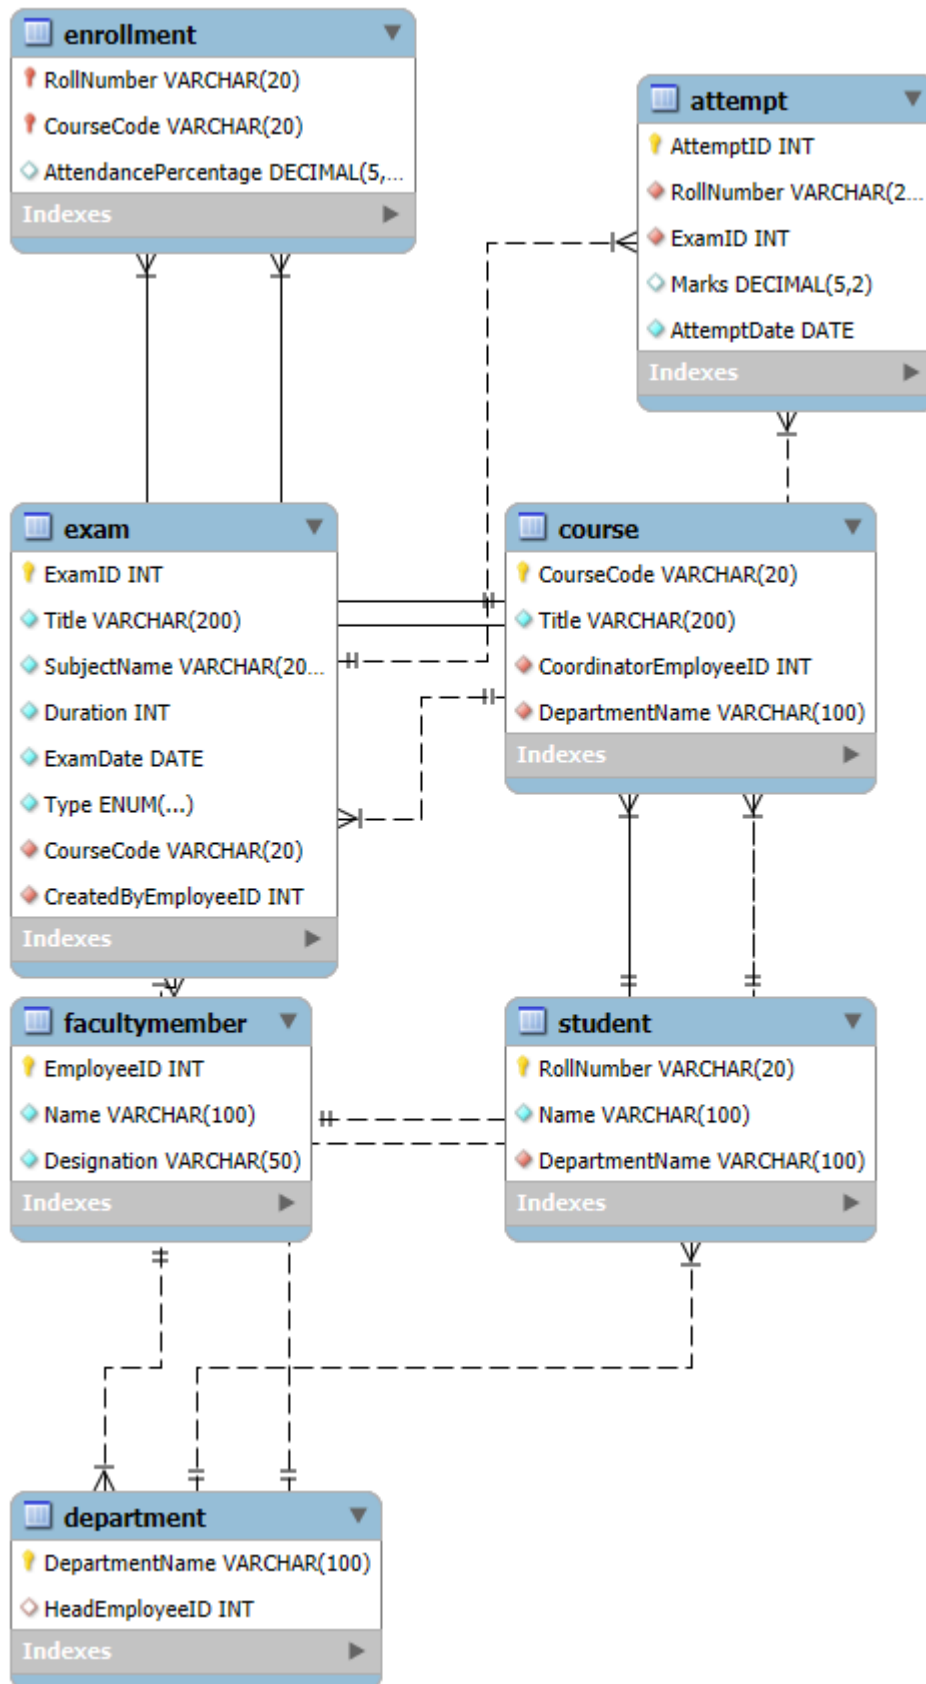 enrollment
RollNumber VARCHAR(20)
CourseCode VARCHAR(20)
AttendancePercentage DECIMAL(5,...
Indexes
attempt
AttemptID INT
RollNumber VARCHAR(2...
ExamID INT
Marks DECIMAL(5,2)
AttemptDate DATE
Indexes
exam
ExamID INT
Title VARCHAR(200)
SubjectName VARCHAR(20...
Duration INT
ExamDate DATE
Type ENUM(...)
CourseCode VARCHAR(20)
CreatedByEmployeeID INT
Indexes
course
CourseCode VARCHAR(20)
Title VARCHAR(200)
CoordinatorEmployeeID INT
DepartmentName VARCHAR(100)
Indexes
facultymember
EmployeeID INT
Name VARCHAR(100)
Designation VARCHAR(50)
Indexes
student
RollNumber VARCHAR(20)
Name VARCHAR(100)
DepartmentName VARCHAR(100)
Indexes
department
DepartmentName VARCHAR(100)
HeadEmployeeID INT
Indexes